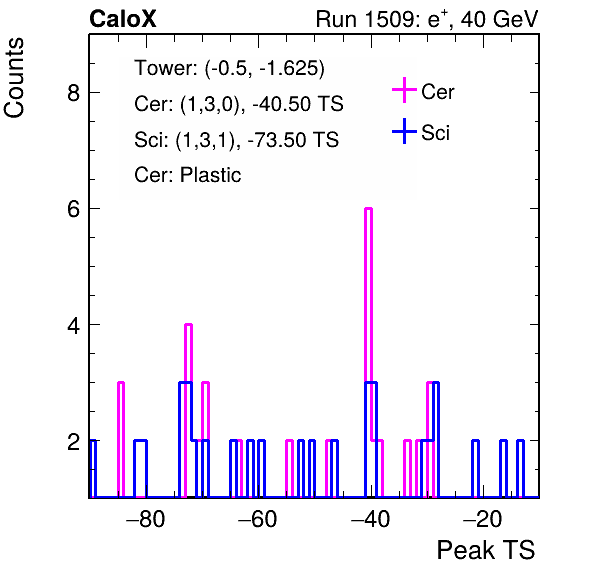 CaloX Run 1509: e⁺, 40 GeV
Counts
Tower: (-0.5, -1.625)
Cer: (1,3,0), -40.50 TS
Sci: (1,3,1), -73.50 TS
Cer: Plastic
Cer
Sci
8
6
4
2
−80 −60 −40 −20
Peak TS